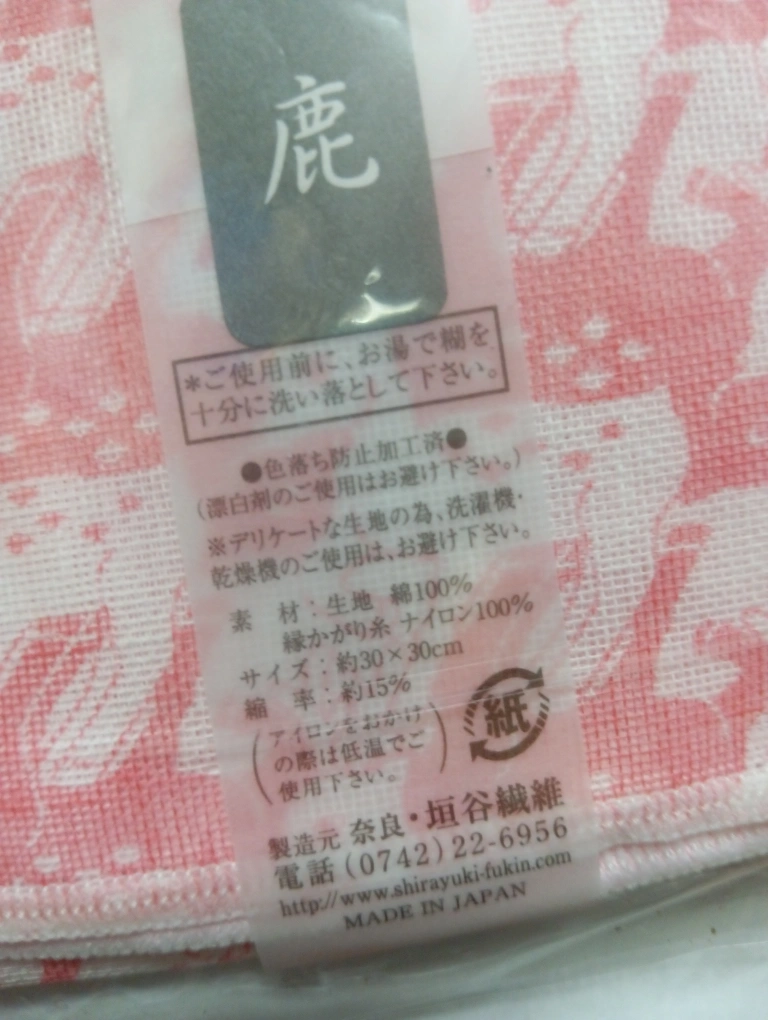 鹿
*ご使用前に、お湯で糊を
十分に洗い落として下さい。
●色落ち防止加工済●
(漂白剤のご使用はお避け下さい。)
※デリケートな生地の為、洗濯機・
乾燥機のご使用は、お避け下さい。
素 材:生地 綿100%
縁かがり糸 ナイロン100%
サイズ:約30×30cm
縮 率:約15%
(アイロンをおかけ
の際は低温でご
使用下さい。)
紙
製造元 奈良・垣谷繊維
電話(0742)22-6956
http://www.shirayuki-fukin.com
MADE IN JAPAN